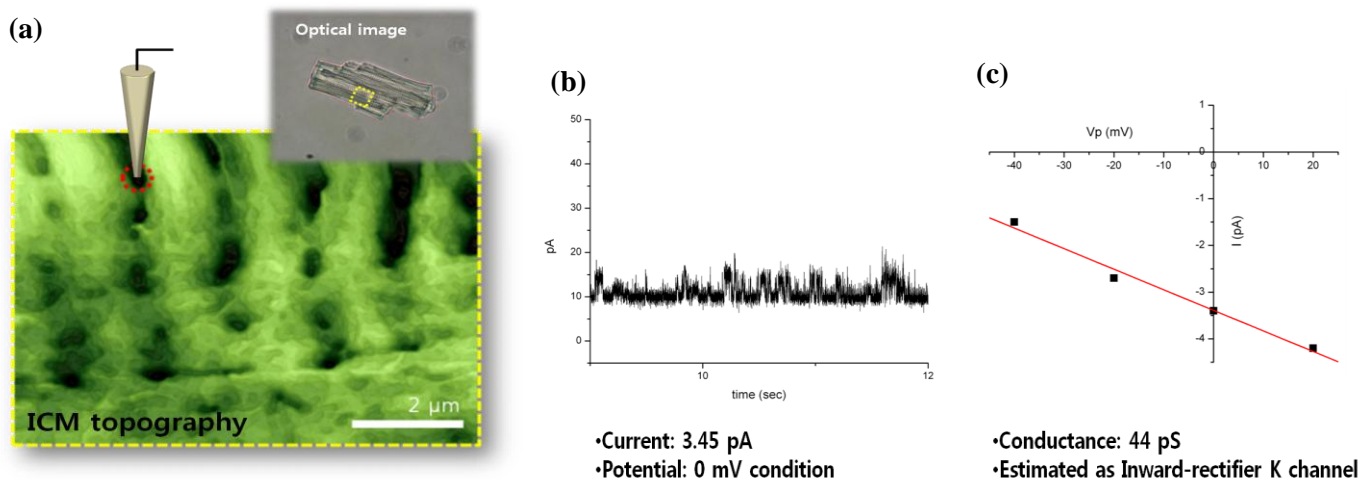 (a)
Optical image
ICM topography
2 μm
(b)
50
40
30
20
10
0
pA
10
12
time (sec)
•Current: 3.45 pA
•Potential: 0 mV condition
(c)
1
Vp (mV)
0
-40
-30
-20
-10
0
10
20
-1
-2
-3
-4
I (pA)
•Conductance: 44 pS
•Estimated as Inward-rectifier K channel